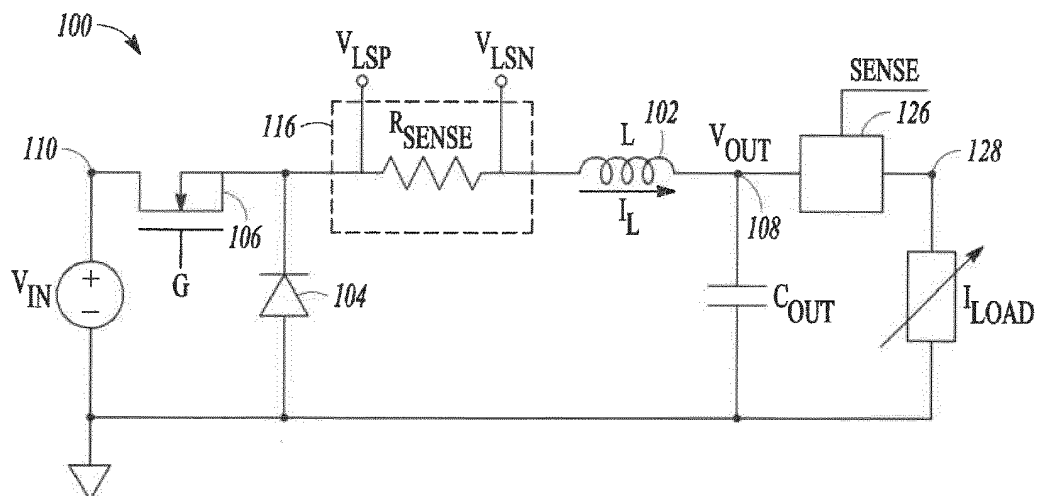 100
V_LSP
V_LSN
SENSE
116
R_SENSE
102
126
110
L
V_OUT
128
I_L
108
106
G
V_IN
+
−
104
C_OUT
I_LOAD